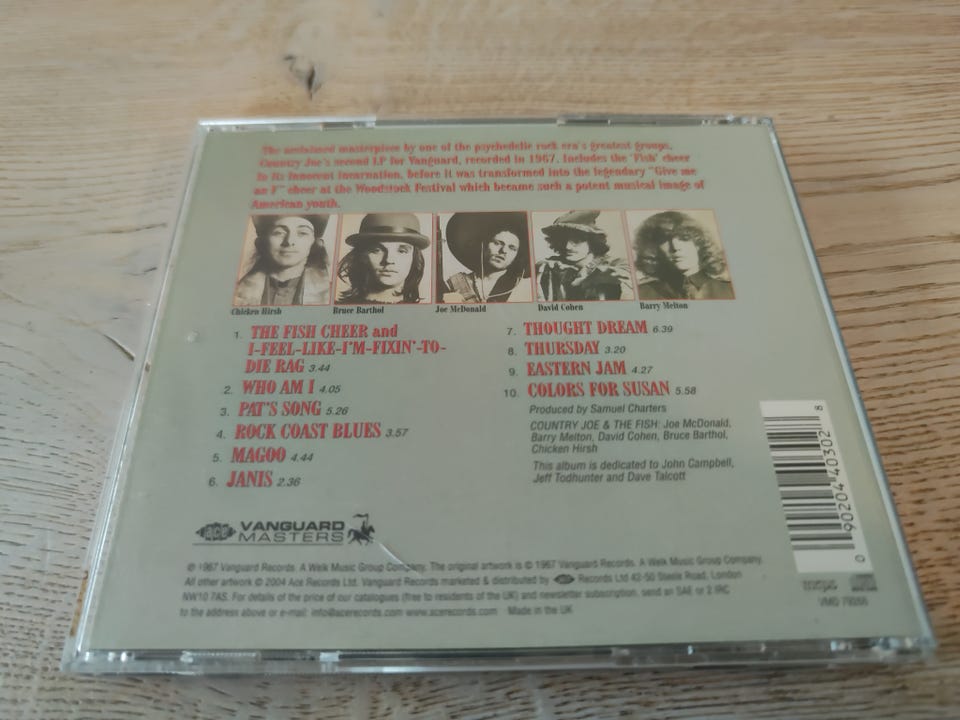 The acclaimed masterpiece by one of the psychedelic rock era's greatest groups,
Country Joe's second LP for Vanguard, recorded in 1967. Includes the 'Fish' cheer
in its innocent incarnation, before it was transformed into the legendary "Give me
an F" cheer at the Woodstock Festival which became such a potent musical image of
American youth.
Chicken Hirsh
Bruce Barthol
Joe McDonald
David Cohen
Barry Melton
1. THE FISH CHEER and
I-FEEL-LIKE-I'M-FIXIN'-TO-
DIE RAG 3.44
2. WHO AM I 4.05
3. PAT'S SONG 5.26
4. ROCK COAST BLUES 3.57
5. MAGOO 4.44
6. JANIS 2.36
7. THOUGHT DREAM 6.39
8. THURSDAY 3.20
9. EASTERN JAM 4.27
10. COLORS FOR SUSAN 5.58
Produced by Samuel Charters
COUNTRY JOE & THE FISH: Joe McDonald,
Barry Melton, David Cohen, Bruce Barthol,
Chicken Hirsh
This album is dedicated to John Campbell,
Jeff Todhunter and Dave Talcott
0 90204 40302 8
ace VANGUARD
MASTERS
℗ 1967 Vanguard Records. A Welk Music Group Company. The original artwork is © 1967 Vanguard Records. A Welk Music Group Company.
All other artwork © 2004 Ace Records Ltd. Vanguard Records marketed & distributed by ace Records Ltd 42-50 Steele Road, London
NW10 7AS. For details of the price of our catalogues (free to residents of the UK) and newsletter subscription, send an SAE or 2 IRC
to the address above or e-mail: info@acerecords.com www.acerecords.com Made in the UK
mcps
VMD 79266